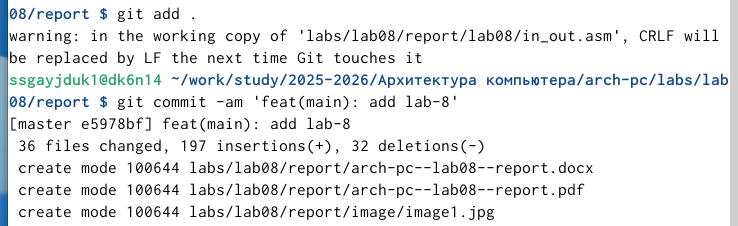 08/report $ git add .
warning: in the working copy of 'labs/lab08/report/lab08/in_out.asm', CRLF will
be replaced by LF the next time Git touches it
ssgayjduk1@dk6n14 ~/work/study/2025-2026/Архитектура компьютера/arch-pc/labs/lab
08/report $ git commit -am 'feat(main): add lab-8'
[master e5978bf] feat(main): add lab-8
36 files changed, 197 insertions(+), 32 deletions(-)
create mode 100644 labs/lab08/report/arch-pc--lab08--report.docx
create mode 100644 labs/lab08/report/arch-pc--lab08--report.pdf
create mode 100644 labs/lab08/report/image/image1.jpg